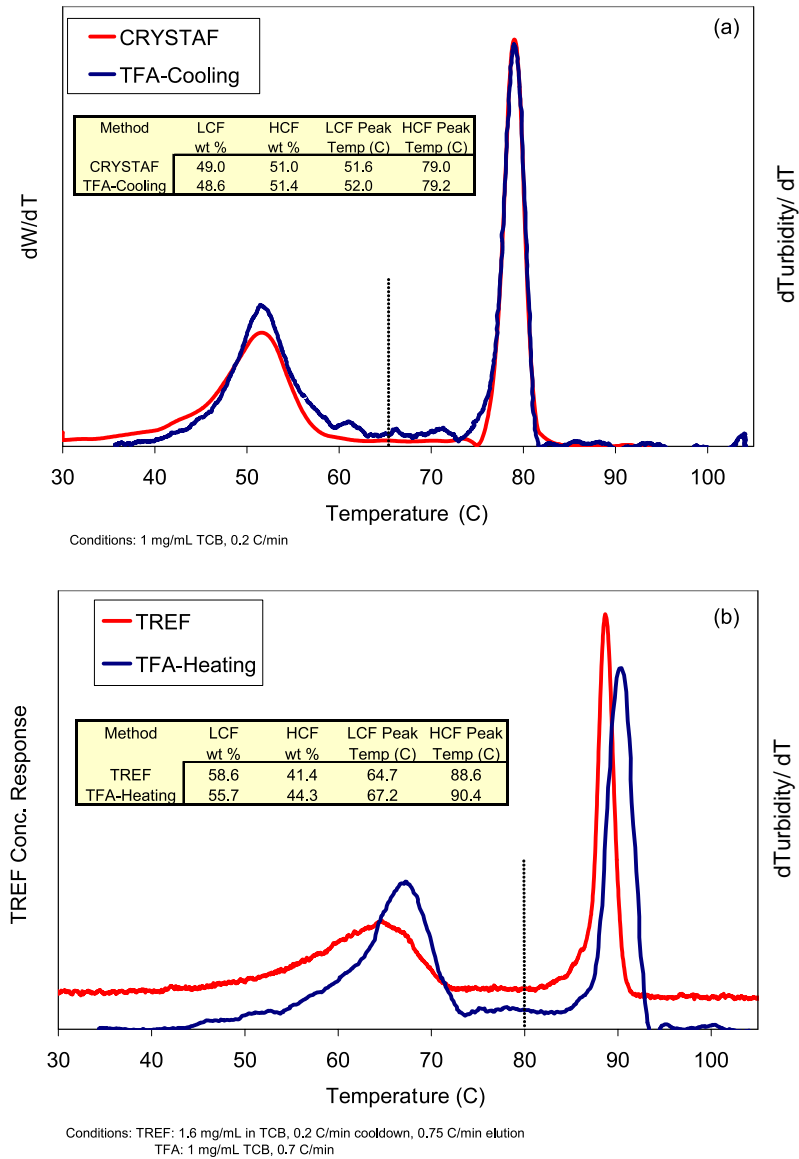 (a)
CRYSTAF
TFA-Cooling
Method LCF HCF LCF Peak HCF Peak
wt % wt % Temp (C) Temp (C)
CRYSTAF 49.0 51.0 51.6 79.0
TFA-Cooling 48.6 51.4 52.0 79.2
dW/dT
dTurbidity/ dT
30 40 50 60 70 80 90 100
Temperature (C)
Conditions: 1 mg/mL TCB, 0.2 C/min
(b)
TREF
TFA-Heating
Method LCF HCF LCF Peak HCF Peak
wt % wt % Temp (C) Temp (C)
TREF 58.6 41.4 64.7 88.6
TFA-Heating 55.7 44.3 67.2 90.4
TREF Conc. Response
dTurbidity/ dT
30 40 50 60 70 80 90 100
Temperature (C)
Conditions: TREF: 1.6 mg/mL in TCB, 0.2 C/min cooldown, 0.75 C/min elution
TFA: 1 mg/mL TCB, 0.7 C/min